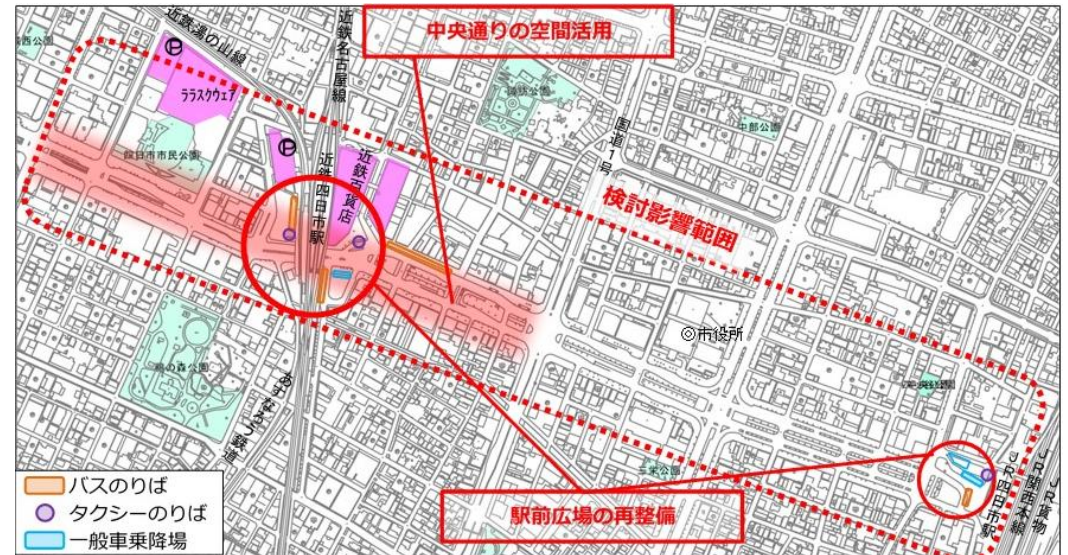 中央通りの空間活用
近鉄湯の山線
近鉄名古屋線
Ⓟ
ララスクウェア
諏訪公園
中部公園
国道1号
四日市市民公園
Ⓟ
近鉄四日市駅
近鉄百貨店
検討影響範囲
◎市役所
鵜の森公園
あすなろう鉄道
中央公園
三栄公園
JR四日市駅
JR関西本線
JR貨物
駅前広場の再整備
バスのりば
タクシーのりば
一般車乗降場